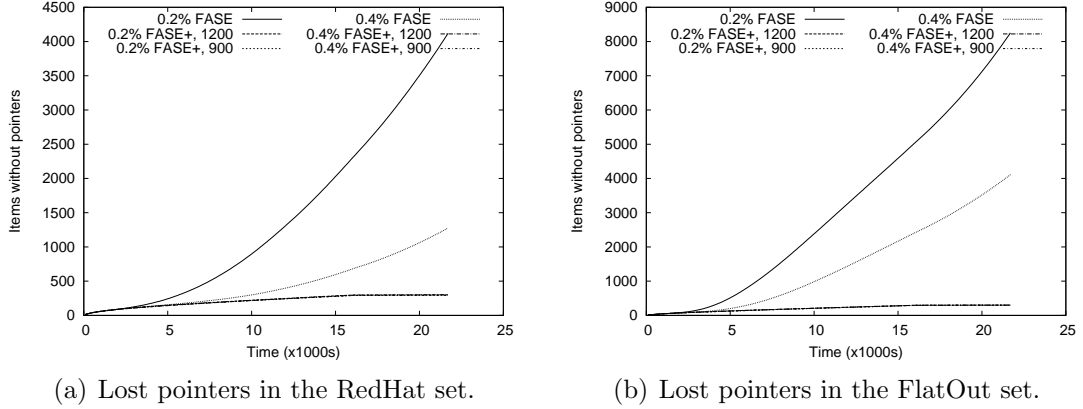 4500
4000
3500
3000
2500
2000
1500
1000
500
0
Items without pointers
0.2% FASE
0.2% FASE+, 1200
0.2% FASE+, 900
0.4% FASE
0.4% FASE+, 1200
0.4% FASE+, 900
0 5 10 15 20 25
Time (x1000s)
(a) Lost pointers in the RedHat set.
9000
8000
7000
6000
5000
4000
3000
2000
1000
0
Items without pointers
0.2% FASE
0.2% FASE+, 1200
0.2% FASE+, 900
0.4% FASE
0.4% FASE+, 1200
0.4% FASE+, 900
0 5 10 15 20 25
Time (x1000s)
(b) Lost pointers in the FlatOut set.